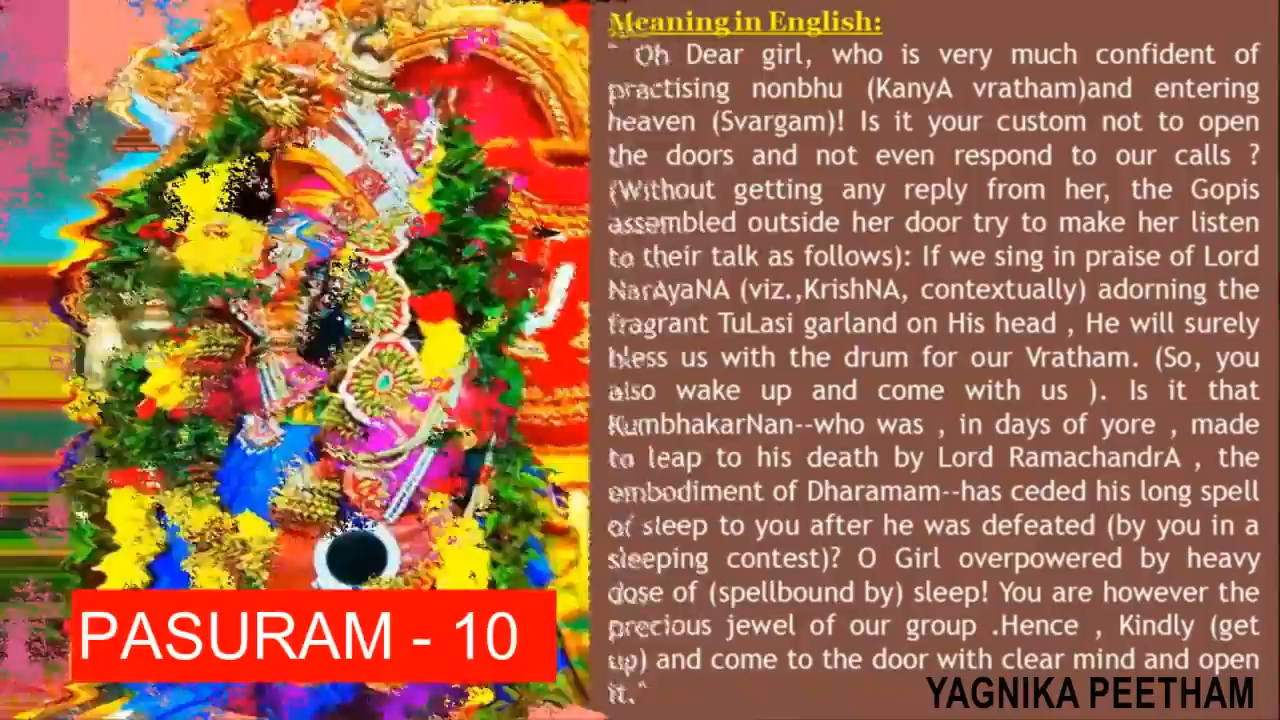 Meaning in English:
" Oh Dear girl, who is very much confident of
practising nonbhu (KanyA vratham)and entering
heaven (Svargam)! Is it your custom not to open
the doors and not even respond to our calls ?
(Without getting any reply from her, the Gopis
assembled outside her door try to make her listen
to their talk as follows): If we sing in praise of Lord
NarAyaNA (viz.,KrishNA, contextually) adorning the
fragrant TuLasi garland on His head , He will surely
bless us with the drum for our Vratham. (So, you
also wake up and come with us ). Is it that
KumbhakarNan--who was , in days of yore , made
to leap to his death by Lord RamachandrA , the
embodiment of Dharamam--has ceded his long spell
of sleep to you after he was defeated (by you in a
sleeping contest)? O Girl overpowered by heavy
dose of (spellbound by) sleep! You are however the
precious jewel of our group .Hence , Kindly (get
up) and come to the door with clear mind and open
it."
PASURAM - 10
YAGNIKA PEETHAM